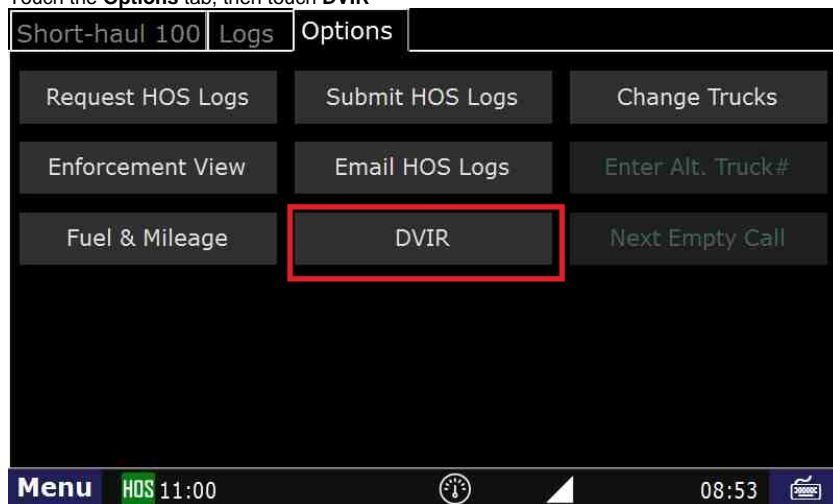 Touch the Options tab, then touch DVIR
Short-haul 100 Logs Options
Request HOS Logs Submit HOS Logs Change Trucks
Enforcement View Email HOS Logs Enter Alt. Truck#
Fuel & Mileage DVIR Next Empty Call
Menu HOS 11:00 08:53